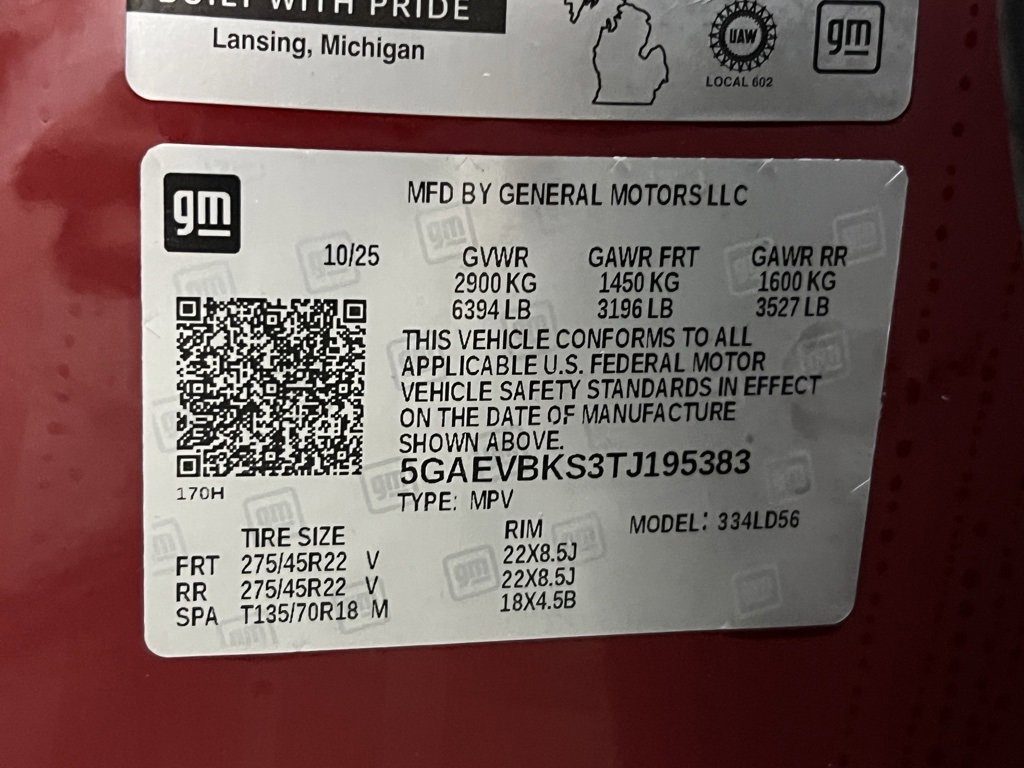 BUILT WITH PRIDE
Lansing, Michigan
UAW
LOCAL 602
gm
gm
MFD BY GENERAL MOTORS LLC
10/25 GVWR GAWR FRT GAWR RR
2900 KG 1450 KG 1600 KG
6394 LB 3196 LB 3527 LB
THIS VEHICLE CONFORMS TO ALL
APPLICABLE U.S. FEDERAL MOTOR
VEHICLE SAFETY STANDARDS IN EFFECT
ON THE DATE OF MANUFACTURE
SHOWN ABOVE.
5GAEVBKS3TJ195383
170H
TYPE: MPV
TIRE SIZE RIM MODEL: 334LD56
FRT 275/45R22 V 22X8.5J
RR 275/45R22 V 22X8.5J
SPA T135/70R18 M 18X4.5B